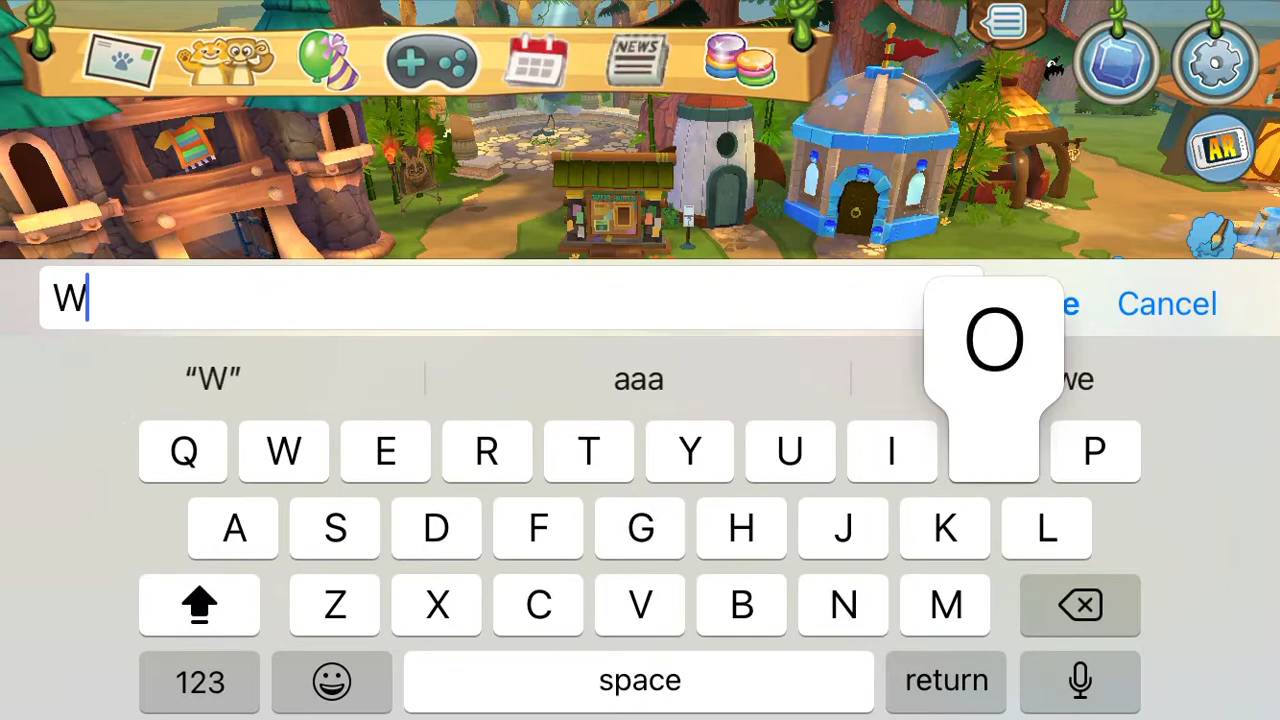 NEWS
AR
W
e Cancel
“W” aaa we
O
Q W E R T Y U I P
A S D F G H J K L
Z X C V B N M
123 space return